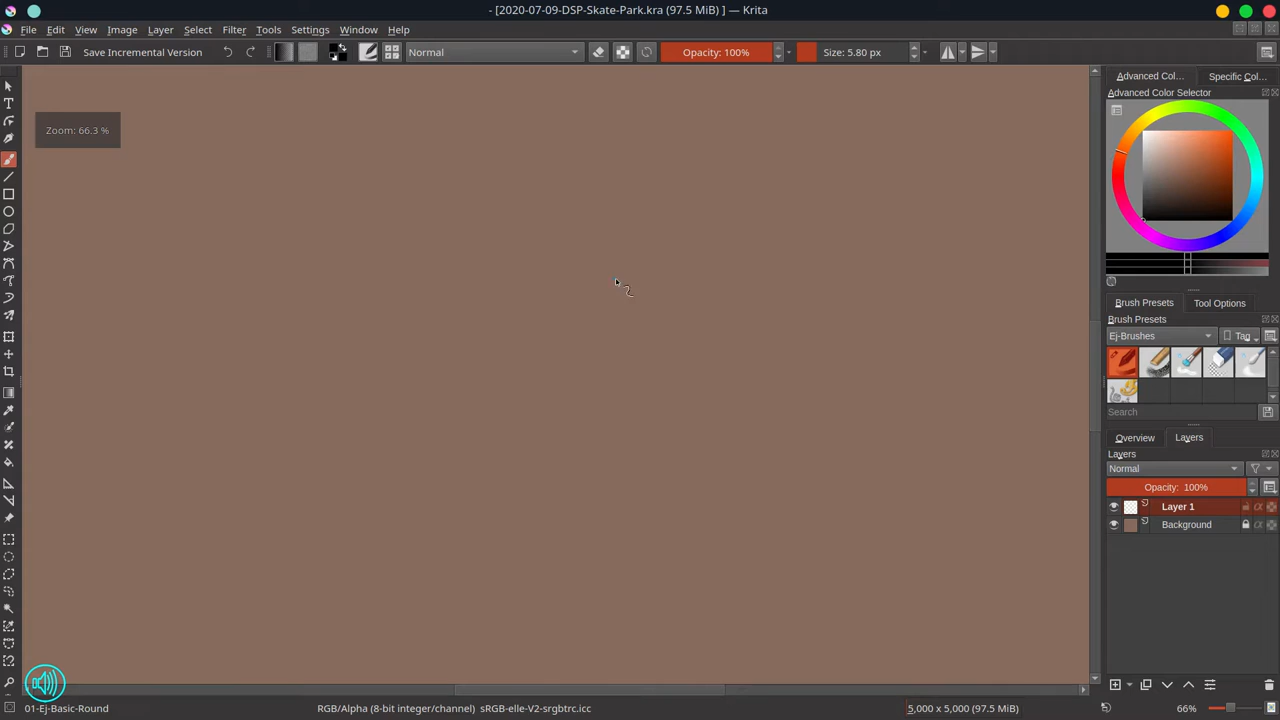 - [2020-07-09-DSP-Skate-Park.kra (97.5 MiB) ] — Krita
File Edit View Image Layer Select Filter Tools Settings Window Help
Save Incremental Version Normal Opacity: 100% Size: 5.80 px
Zoom: 66.3 %
Advanced Col... Specific Col...
Advanced Color Selector
Brush Presets Tool Options
Brush Presets
Ej-Brushes Tag
Search
Overview Layers
Layers
Normal
Opacity: 100%
Layer 1
Background
01-Ej-Basic-Round RGB/Alpha (8-bit integer/channel) sRGB-elle-V2-srgbtrc.icc 5,000 x 5,000 (97.5 MiB) 66%